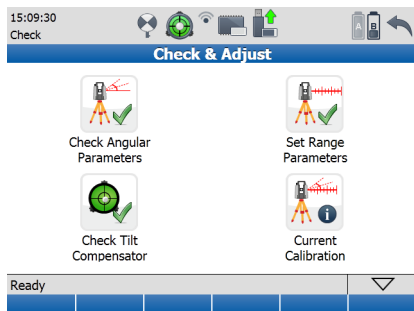 15:09:30
Check
A
B
Check & Adjust
Check Angular
Parameters
Set Range
Parameters
Check Tilt
Compensator
Current
Calibration
Ready